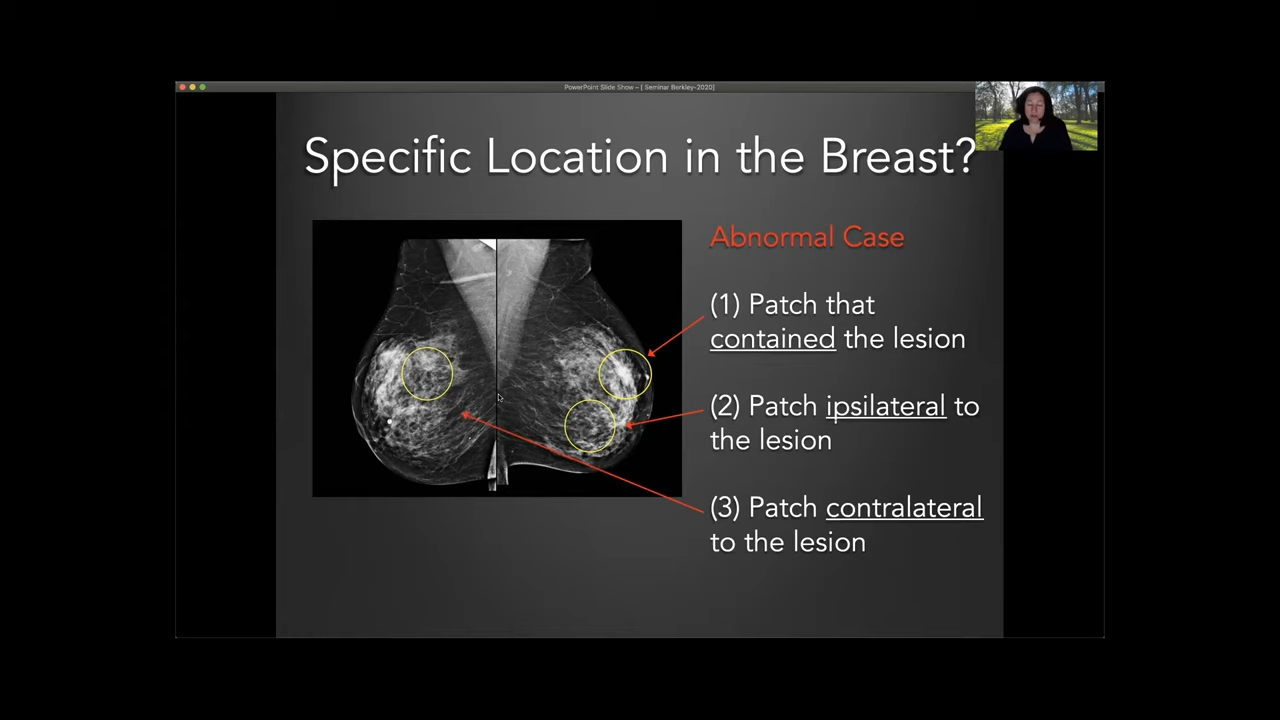 PowerPoint Slide Show - [ Seminar Berkley-2020]
Specific Location in the Breast?
Abnormal Case
(1) Patch that
contained the lesion
(2) Patch ipsilateral to
the lesion
(3) Patch contralateral
to the lesion